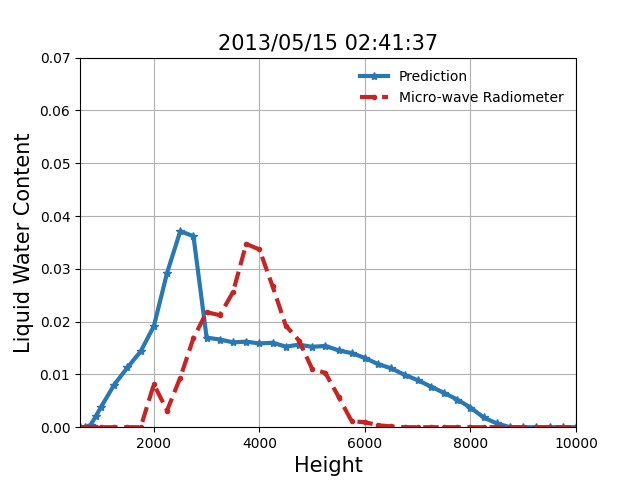 2013/05/15 02:41:37
Prediction
Micro-wave Radiometer
0.07
0.06
0.05
0.04
0.03
0.02
0.01
0.00
Liquid Water Content
2000 4000 6000 8000 10000
Height